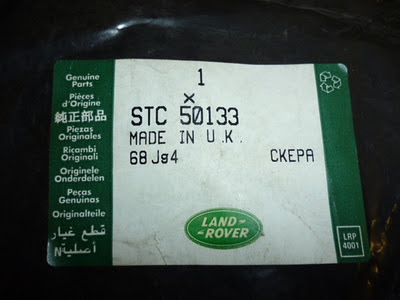 Genuine
Parts
Pièces
d'Origine
純正部品
Piezas
Originales
Ricambi
Originali
Originele
Onderdelen
Peças
Genuinas
Originalteile
قطع غيار
أصلية
1
x
STC 50133
MADE IN U.K.
68 Jg4
CKEPA
LAND-
-ROVER
LRP
4001